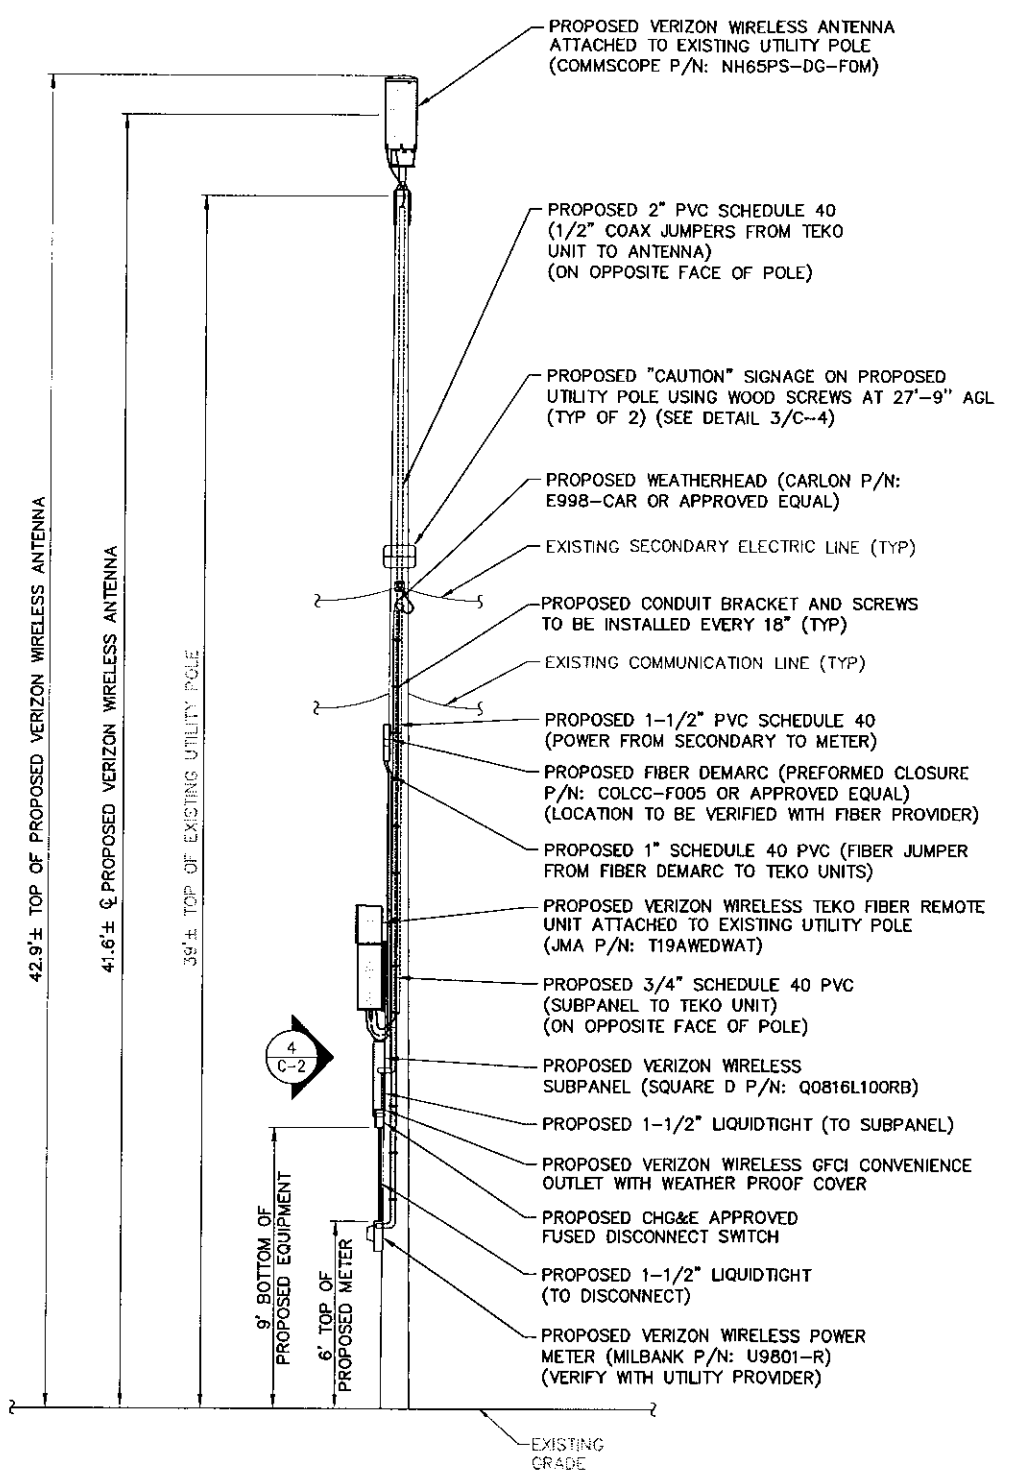 PROPOSED VERIZON WIRELESS ANTENNA
ATTACHED TO EXISTING UTILITY POLE
(COMMSCOPE P/N: NH65PS-DG-F0M)
PROPOSED 2" PVC SCHEDULE 40
(1/2" COAX JUMPERS FROM TEKO
UNIT TO ANTENNA)
(ON OPPOSITE FACE OF POLE)
PROPOSED "CAUTION" SIGNAGE ON PROPOSED
UTILITY POLE USING WOOD SCREWS AT 27'-9" AGL
(TYP OF 2) (SEE DETAIL 3/C-4)
PROPOSED WEATHERHEAD (CARLON P/N:
E998-CAR OR APPROVED EQUAL)
EXISTING SECONDARY ELECTRIC LINE (TYP)
PROPOSED CONDUIT BRACKET AND SCREWS
TO BE INSTALLED EVERY 18" (TYP)
EXISTING COMMUNICATION LINE (TYP)
PROPOSED 1-1/2" PVC SCHEDULE 40
(POWER FROM SECONDARY TO METER)
PROPOSED FIBER DEMARC (PREFORMED CLOSURE
P/N: COLCC-F005 OR APPROVED EQUAL)
(LOCATION TO BE VERIFIED WITH FIBER PROVIDER)
PROPOSED 1" SCHEDULE 40 PVC (FIBER JUMPER
FROM FIBER DEMARC TO TEKO UNITS)
PROPOSED VERIZON WIRELESS TEKO FIBER REMOTE
UNIT ATTACHED TO EXISTING UTILITY POLE
(JMA P/N: T19AWEDWAT)
PROPOSED 3/4" SCHEDULE 40 PVC
(SUBPANEL TO TEKO UNIT)
(ON OPPOSITE FACE OF POLE)
PROPOSED VERIZON WIRELESS
SUBPANEL (SQUARE D P/N: QO816L100RB)
PROPOSED 1-1/2" LIQUIDTIGHT (TO SUBPANEL)
PROPOSED VERIZON WIRELESS GFCI CONVENIENCE
OUTLET WITH WEATHER PROOF COVER
PROPOSED CHG&E APPROVED
FUSED DISCONNECT SWITCH
PROPOSED 1-1/2" LIQUIDTIGHT
(TO DISCONNECT)
PROPOSED VERIZON WIRELESS POWER
METER (MILBANK P/N: U9801-R)
(VERIFY WITH UTILITY PROVIDER)
EXISTING
GRADE
42.9'± TOP OF PROPOSED VERIZON WIRELESS ANTENNA
41.6'± ℄ PROPOSED VERIZON WIRELESS ANTENNA
39'± TOP OF EXISTING UTILITY POLE
9' BOTTOM OF
PROPOSED EQUIPMENT
6' TOP OF
PROPOSED METER
4
C-2